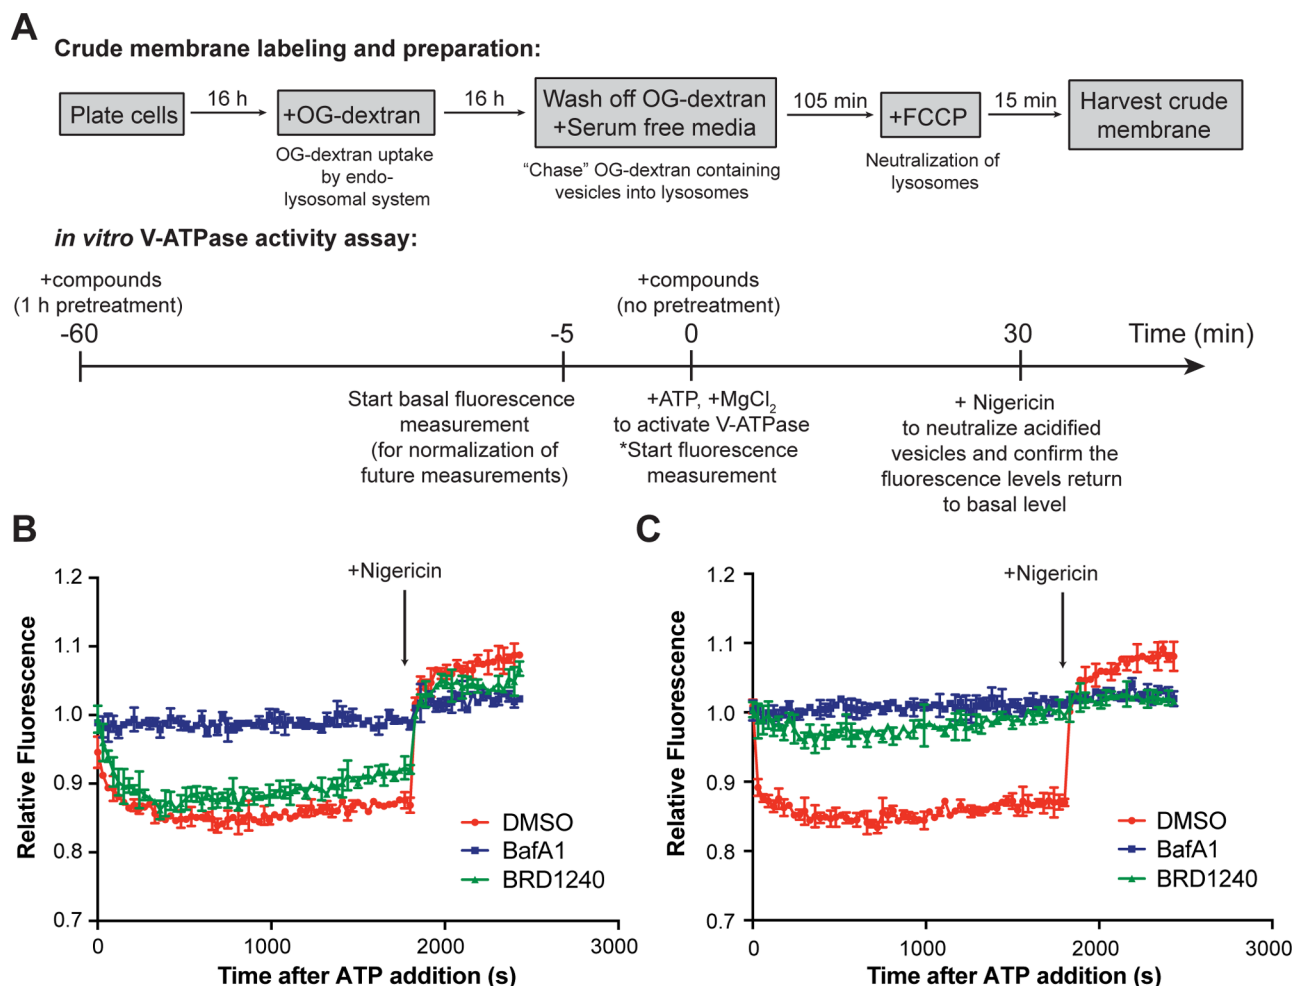 A
Crude membrane labeling and preparation:
Plate cells
16 h
+OG-dextran
16 h
Wash off OG-dextran
+Serum free media
105 min
+FCCP
15 min
Harvest crude
membrane
OG-dextran uptake
by endo-
lysosomal system
“Chase” OG-dextran containing
vesicles into lysosomes
Neutralization of
lysosomes
in vitro V-ATPase activity assay:
+compounds
(1 h pretreatment)
+compounds
(no pretreatment)
-60
-5
0
30
Time (min)
Start basal fluorescence
measurement
(for normalization of
future measurements)
+ATP, +MgCl2
to activate V-ATPase
*Start fluorescence
measurement
+ Nigericin
to neutralize acidified
vesicles and confirm the
fluorescence levels return
to basal level
B
+Nigericin
1.2
1.1
1.0
0.9
0.8
0.7
Relative Fluorescence
DMSO
BafA1
BRD1240
0
1000
2000
3000
Time after ATP addition (s)
C
+Nigericin
1.2
1.1
1.0
0.9
0.8
0.7
Relative Fluorescence
DMSO
BafA1
BRD1240
0
1000
2000
3000
Time after ATP addition (s)